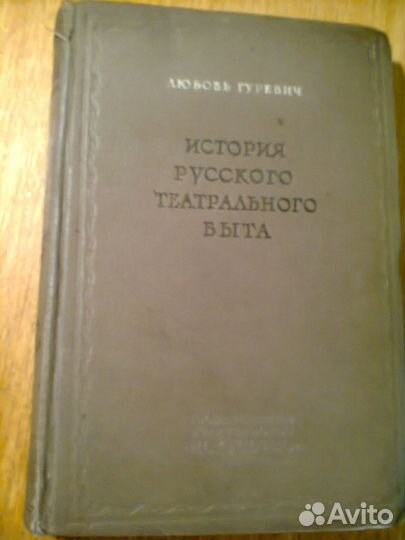 ЛЮБОВЬ ГУРЕВИЧ
ИСТОРИЯ
РУССКОГО
ТЕАТРАЛЬНОГО
БЫТА
Avito